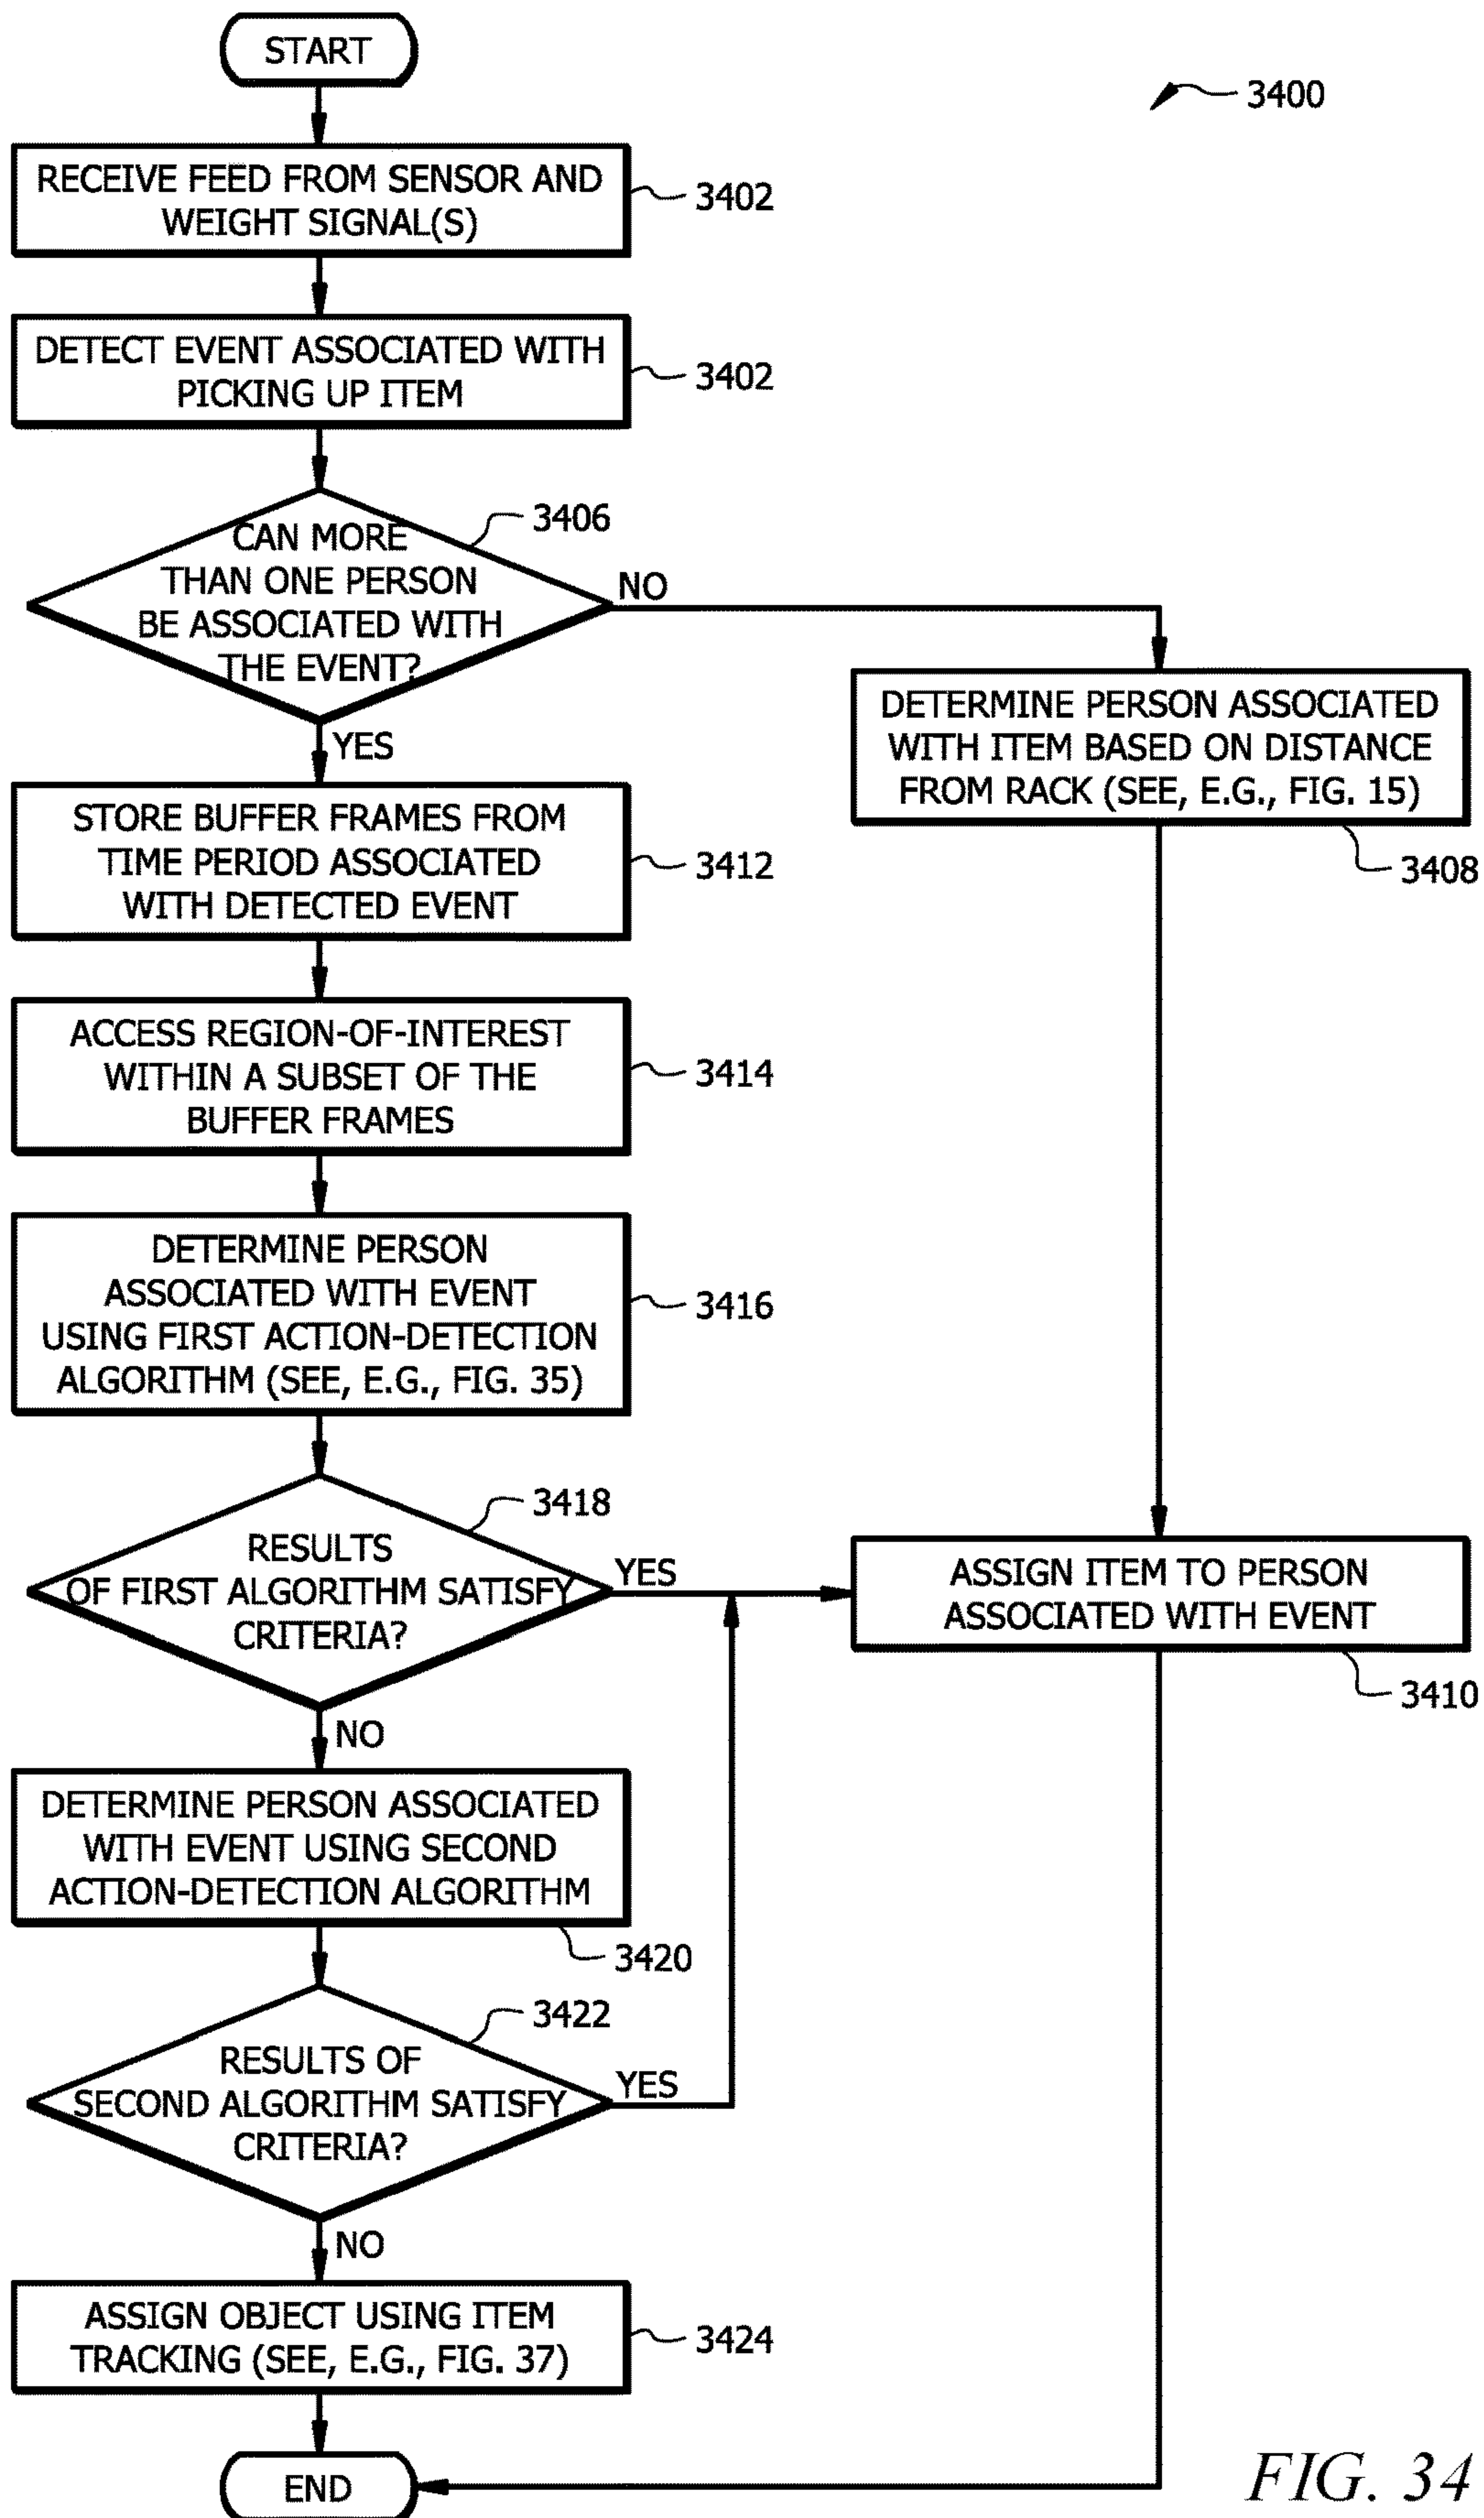 START
3400
RECEIVE FEED FROM SENSOR AND
WEIGHT SIGNAL(S)
3402
DETECT EVENT ASSOCIATED WITH
PICKING UP ITEM
3402
3406
CAN MORE
THAN ONE PERSON
BE ASSOCIATED WITH
THE EVENT?
NO
YES
DETERMINE PERSON ASSOCIATED
WITH ITEM BASED ON DISTANCE
FROM RACK (SEE, E.G., FIG. 15)
3408
STORE BUFFER FRAMES FROM
TIME PERIOD ASSOCIATED
WITH DETECTED EVENT
3412
ACCESS REGION-OF-INTEREST
WITHIN A SUBSET OF THE
BUFFER FRAMES
3414
DETERMINE PERSON
ASSOCIATED WITH EVENT
USING FIRST ACTION-DETECTION
ALGORITHM (SEE, E.G., FIG. 35)
3416
3418
RESULTS
OF FIRST ALGORITHM SATISFY
CRITERIA?
YES
NO
ASSIGN ITEM TO PERSON
ASSOCIATED WITH EVENT
3410
DETERMINE PERSON ASSOCIATED
WITH EVENT USING SECOND
ACTION-DETECTION ALGORITHM
3420
3422
RESULTS OF
SECOND ALGORITHM SATISFY
CRITERIA?
YES
NO
ASSIGN OBJECT USING ITEM
TRACKING (SEE, E.G., FIG. 37)
3424
END
FIG. 34